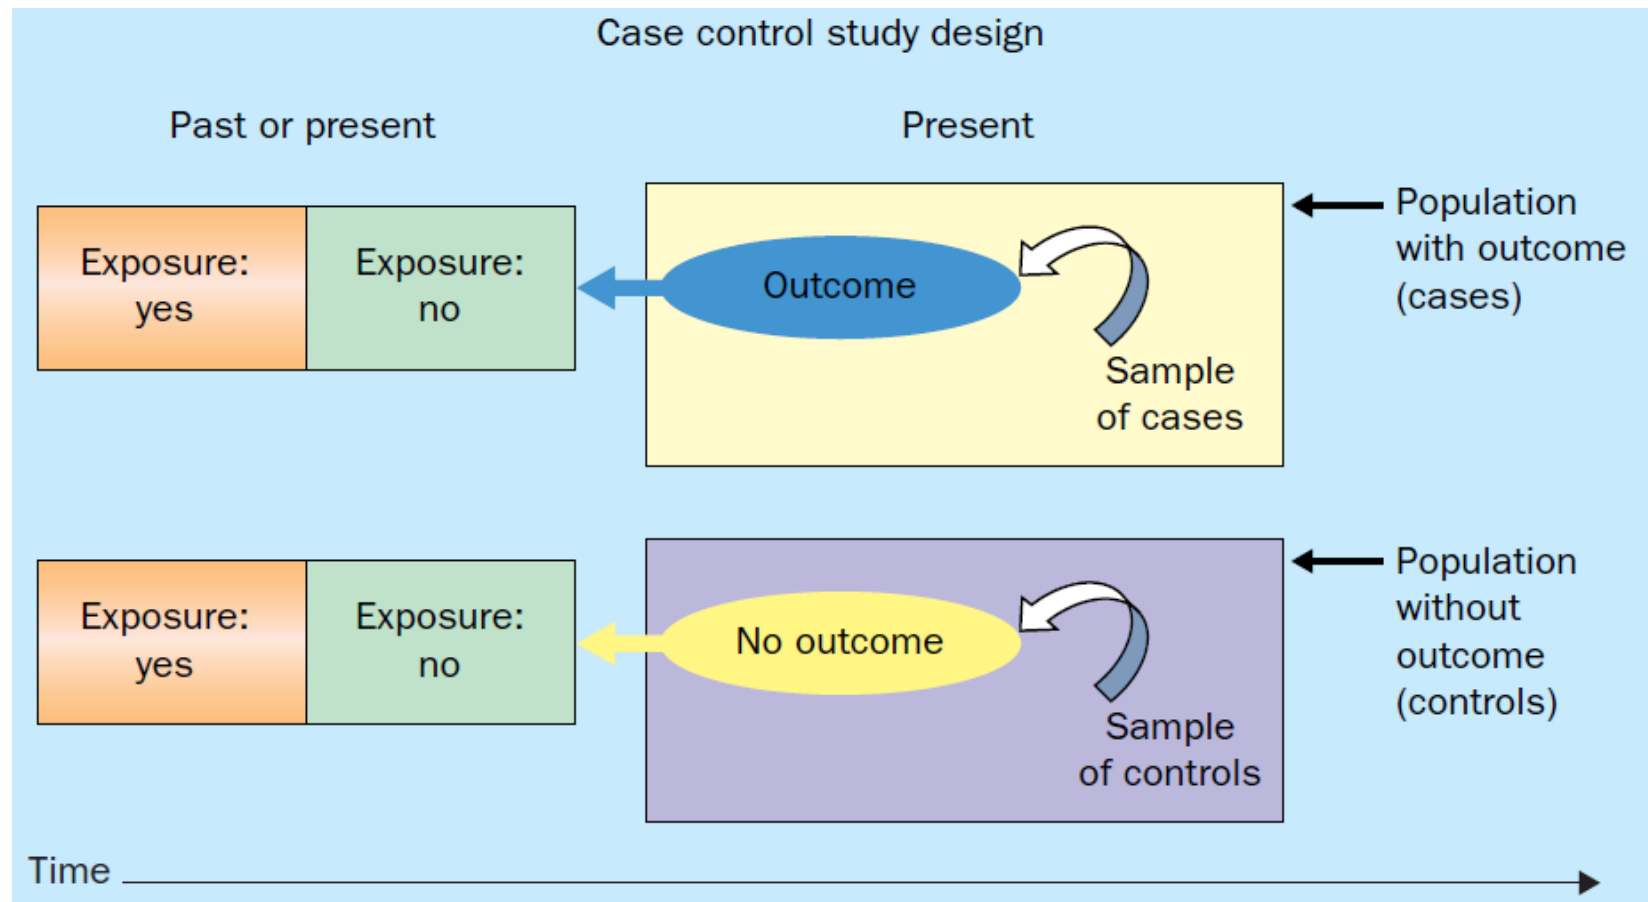 Case control study design
Past or present
Present
Exposure:
yes
Exposure:
no
Outcome
Sample
of cases
Population
with outcome
(cases)
Exposure:
yes
Exposure:
no
No outcome
Sample
of controls
Population
without
outcome
(controls)
Time